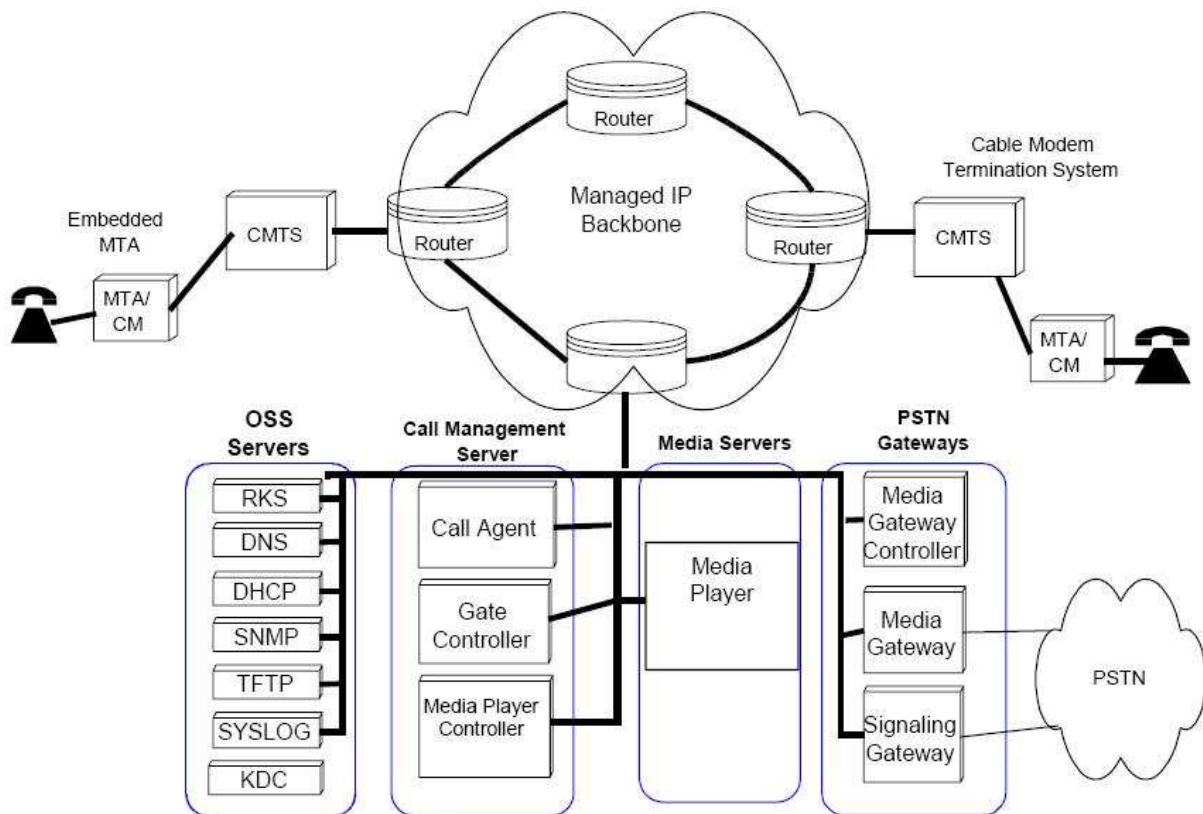 Router
Managed IP
Backbone
Router
Router
Cable Modem
Termination System
Embedded
MTA
CMTS
CMTS
MTA/
CM
MTA/
CM
OSS
Servers
RKS
DNS
DHCP
SNMP
TFTP
SYSLOG
KDC
Call Management
Server
Call Agent
Gate
Controller
Media Player
Controller
Media Servers
Media
Player
PSTN
Gateways
Media
Gateway
Controller
Media
Gateway
Signaling
Gateway
PSTN